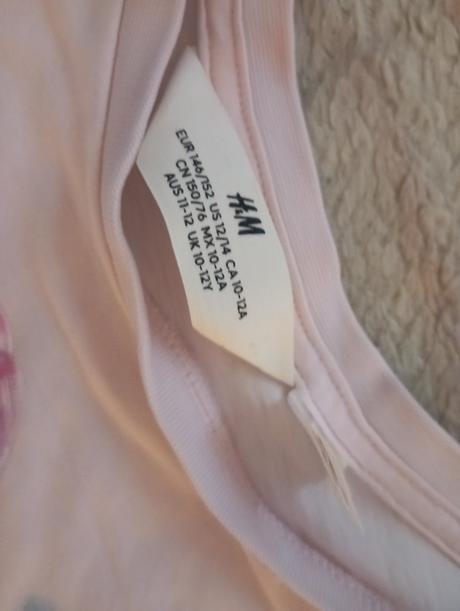 H&M
EUR 146/152 US 12/14 CA 10-12A
CN 150/76 MX 10-12A
AUS 11-12 UK 10-12Y